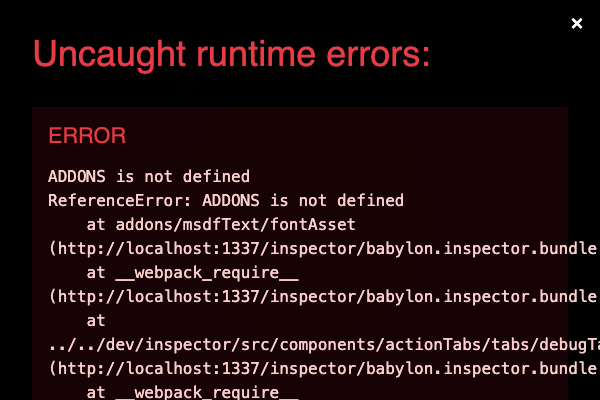 ×
Uncaught runtime errors:
ERROR
ADDONS is not defined
ReferenceError: ADDONS is not defined
at addons/msdfText/fontAsset
(http://localhost:1337/inspector/babylon.inspector.bundle
at __webpack_require__
(http://localhost:1337/inspector/babylon.inspector.bundle
at
../../dev/inspector/src/components/actionTabs/tabs/debugTa
(http://localhost:1337/inspector/babylon.inspector.bundle
at __webpack_require__